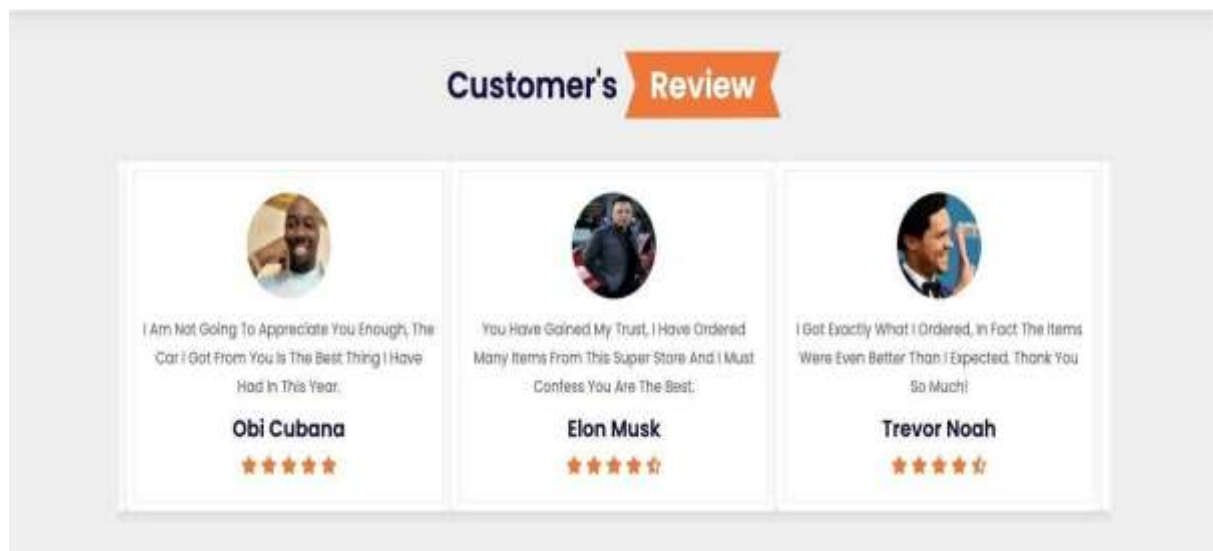 Customer's Review
I Am Not Going To Appreciate You Enough, The
Car I Got From You Is The Best Thing I Have
Had In This Year.
Obi Cubana
You Have Gained My Trust, I Have Ordered
Many Items From This Super Store And I Must
Confess You Are The Best.
Elon Musk
I Got Exactly What I Ordered, In Fact The Items
Were Even Better Than I Expected. Thank You
So Much!
Trevor Noah